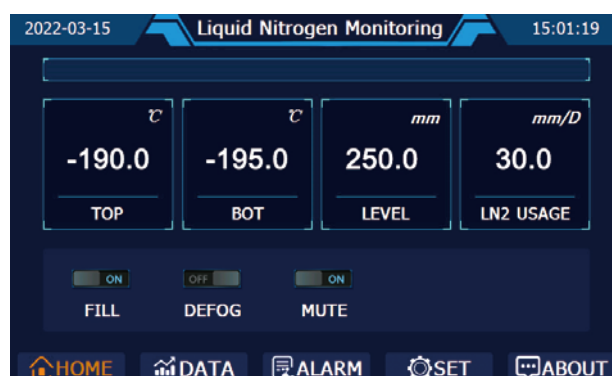 2022-03-15 Liquid Nitrogen Monitoring 15:01:19
℃ ℃ mm mm/D
-190.0 -195.0 250.0 30.0
TOP BOT LEVEL LN2 USAGE
ON OFF ON
FILL DEFOG MUTE
HOME DATA ALARM SET ABOUT